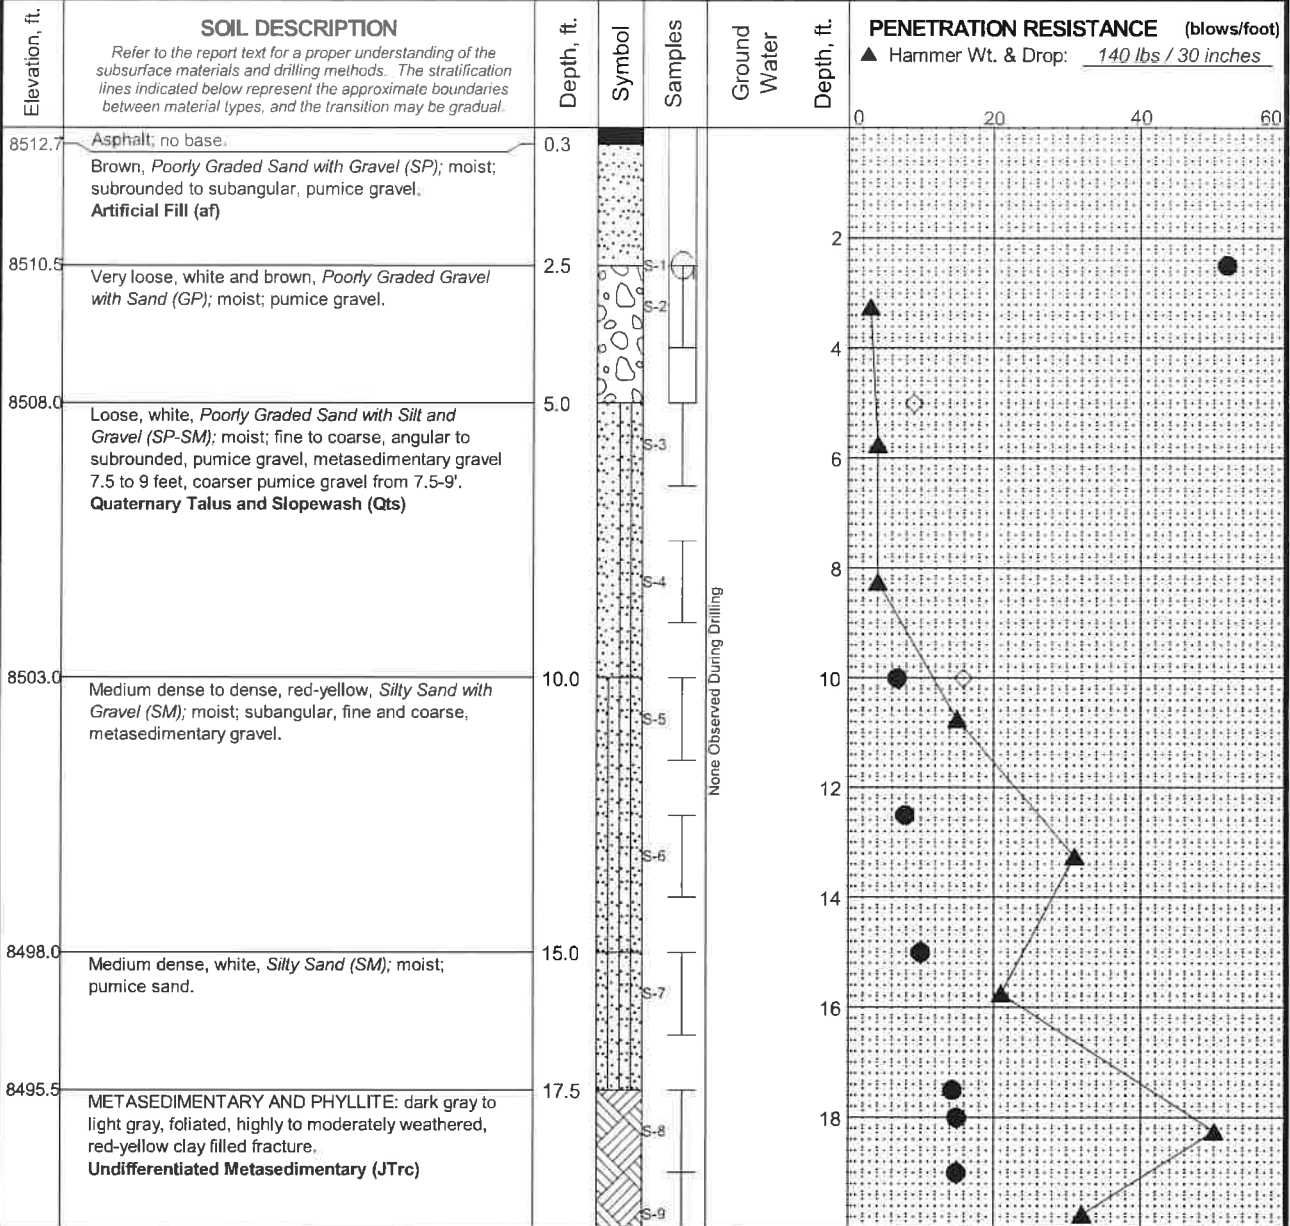 Elevation, ft.
SOIL DESCRIPTION
Refer to the report text for a proper understanding of the
subsurface materials and drilling methods. The stratification
lines indicated below represent the approximate boundaries
between material types, and the transition may be gradual.
Depth, ft.
Symbol
Samples
Ground
Water
Depth, ft.
PENETRATION RESISTANCE (blows/foot)
▲ Hammer Wt. & Drop: 140 lbs / 30 inches
0 20 40 60
8512.7
Asphalt; no base.
0.3
Brown, Poorly Graded Sand with Gravel (SP); moist;
subrounded to subangular, pumice gravel.
Artificial Fill (af)
8510.5
2.5
Very loose, white and brown, Poorly Graded Gravel
with Sand (GP); moist; pumice gravel.
8508.0
5.0
Loose, white, Poorly Graded Sand with Silt and
Gravel (SP-SM); moist; fine to coarse, angular to
subrounded, pumice gravel, metasedimentary gravel
7.5 to 9 feet, coarser pumice gravel from 7.5-9'.
Quaternary Talus and Slopewash (Qts)
8503.0
10.0
Medium dense to dense, red-yellow, Silty Sand with
Gravel (SM); moist; subangular, fine and coarse,
metasedimentary gravel.
8498.0
15.0
Medium dense, white, Silty Sand (SM); moist;
pumice sand.
8495.5
17.5
METASEDIMENTARY AND PHYLLITE: dark gray to
light gray, foliated, highly to moderately weathered,
red-yellow clay filled fracture.
Undifferentiated Metasedimentary (JTrc)
S-1
S-2
S-3
S-4
S-5
S-6
S-7
S-8
S-9
None Observed During Drilling
2
4
6
8
10
12
14
16
18